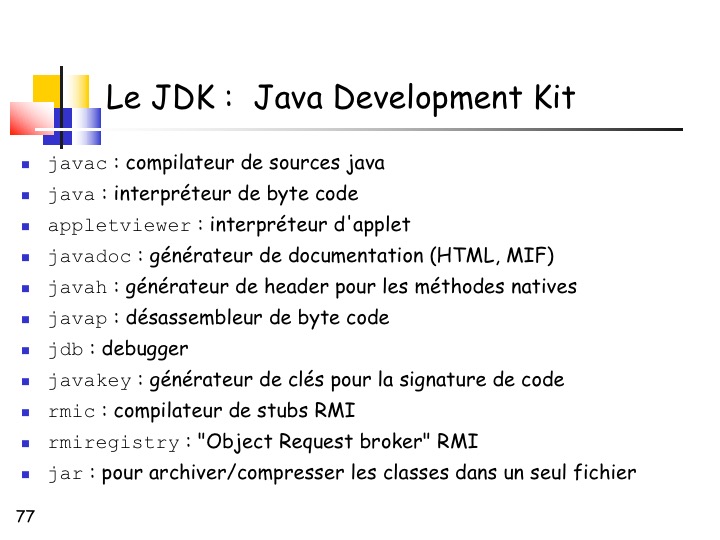 Le JDK : Java Development Kit
javac : compilateur de sources java
java : interpréteur de byte code
appletviewer : interpréteur d'applet
javadoc : générateur de documentation (HTML, MIF)
javah : générateur de header pour les méthodes natives
javap : désassembleur de byte code
jdb : debugger
javakey : générateur de clés pour la signature de code
rmic : compilateur de stubs RMI
rmiregistry : "Object Request broker" RMI
jar : pour archiver/compresser les classes dans un seul fichier
77